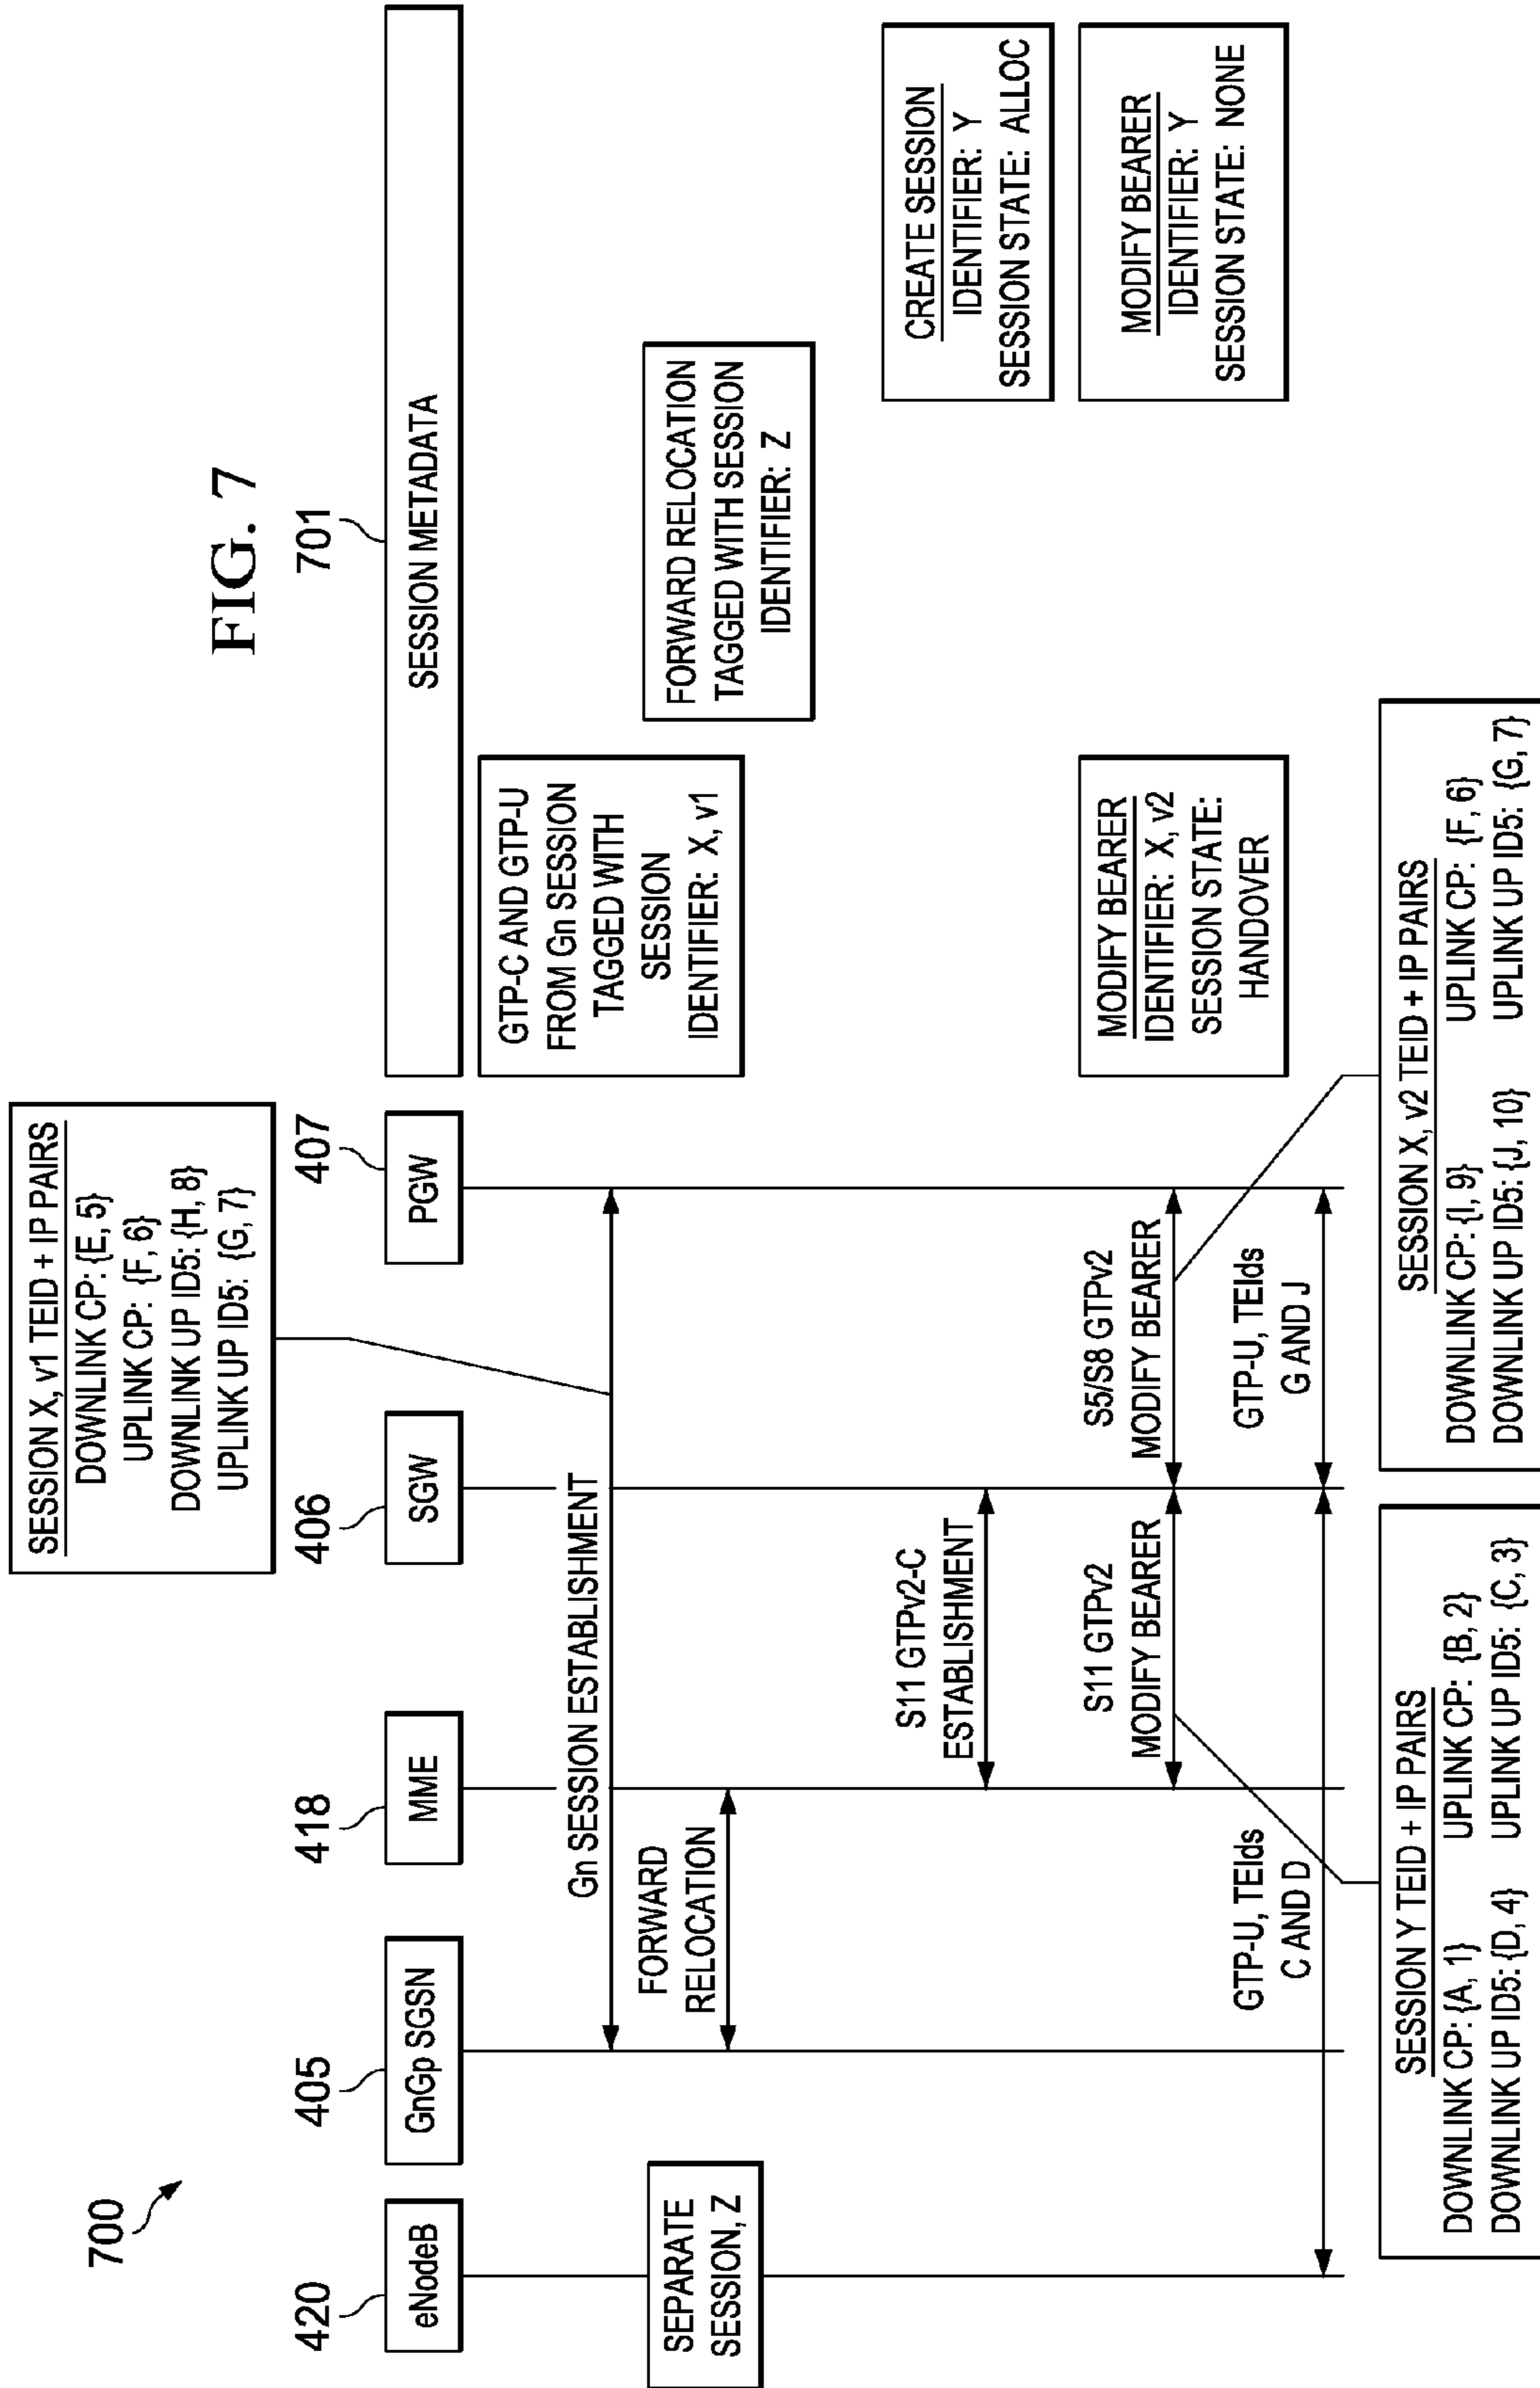 FIG. 7
700
SESSION X, v1 TEID + IP PAIRS
DOWNLINK CP: {E, 5}
UPLINK CP: {F, 6}
DOWNLINK UP ID5: {H, 8}
UPLINK UP ID5: {G, 7}
420
405
418
406
407
701
eNodeB
GnGp SGSN
MME
SGW
PGW
SESSION METADATA
Gn SESSION ESTABLISHMENT
GTP-C AND GTP-U
FROM Gn SESSION
TAGGED WITH
SESSION
IDENTIFIER: X, v1
SEPARATE
SESSION, Z
FORWARD
RELOCATION
FORWARD RELOCATION
TAGGED WITH SESSION
IDENTIFIER: Z
S11 GTPv2-C
ESTABLISHMENT
CREATE SESSION
IDENTIFIER: Y
SESSION STATE: ALLOC
S11 GTPv2
MODIFY BEARER
S5/S8 GTPv2
MODIFY BEARER
MODIFY BEARER
IDENTIFIER: X, v2
SESSION STATE:
HANDOVER
MODIFY BEARER
IDENTIFIER: Y
SESSION STATE: NONE
GTP-U, TEIds
C AND D
GTP-U, TEIds
G AND J
SESSION Y TEID + IP PAIRS
DOWNLINK CP: {A, 1} UPLINK CP: {B, 2}
DOWNLINK UP ID5: {D, 4} UPLINK UP ID5: {C, 3}
SESSION X, v2 TEID + IP PAIRS
DOWNLINK CP: {I, 9} UPLINK CP: {F, 6}
DOWNLINK UP ID5: {J, 10} UPLINK UP ID5: {G, 7}